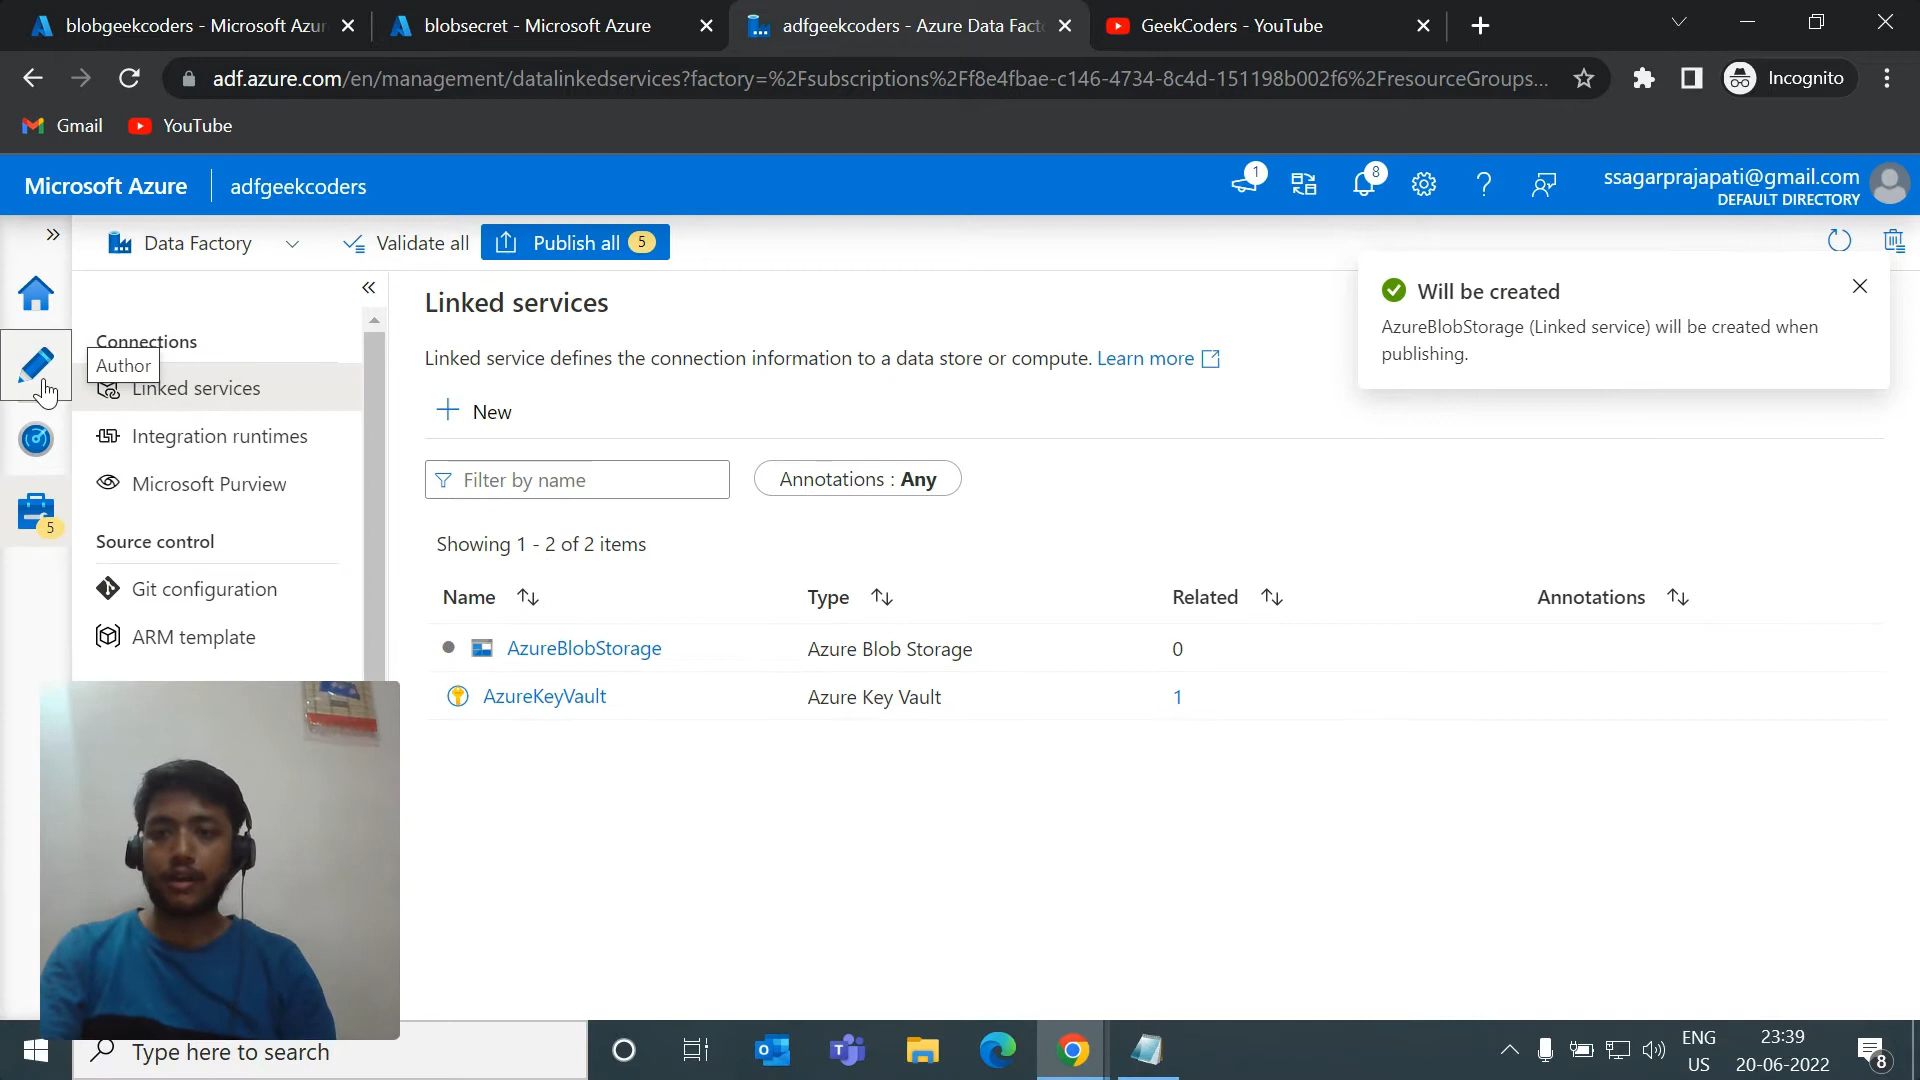 blobgeekcoders - Microsoft Azur
blobsecret - Microsoft Azure
adfgeekcoders - Azure Data Fact
GeekCoders - YouTube
adf.azure.com/en/management/datalinkedservices?factory=%2Fsubscriptions%2Ff8e4fbae-c146-4734-8c4d-151198b002f6%2FresourceGroups...
Incognito
Gmail
YouTube
Microsoft Azure
adfgeekcoders
1
8
ssagarprajapati@gmail.com
DEFAULT DIRECTORY
Data Factory
Validate all
Publish all
5
Connections
Author
Linked services
Integration runtimes
Microsoft Purview
5
Source control
Git configuration
ARM template
Linked services
Linked service defines the connection information to a data store or compute. Learn more
New
Filter by name
Annotations : Any
Showing 1 - 2 of 2 items
Name
Type
Related
Annotations
AzureBlobStorage
Azure Blob Storage
0
AzureKeyVault
Azure Key Vault
1
Will be created
AzureBlobStorage (Linked service) will be created when
publishing.
Type here to search
ENG
US
23:39
20-06-2022
8